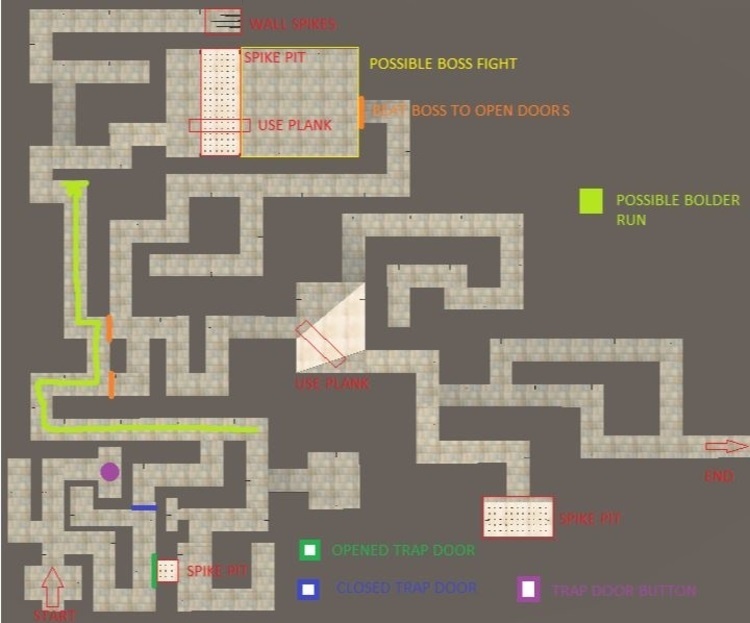 WALL SPIKES
SPIKE PIT
POSSIBLE BOSS FIGHT
BOSS TO OPEN DOORS
USE PLANK
POSSIBLE BOLDER
RUN
USE PLANK
END
SPIKE PIT
OPENED TRAP DOOR
SPIKE PIT
CLOSED TRAP DOOR
TRAP DOOR BUTTON
START